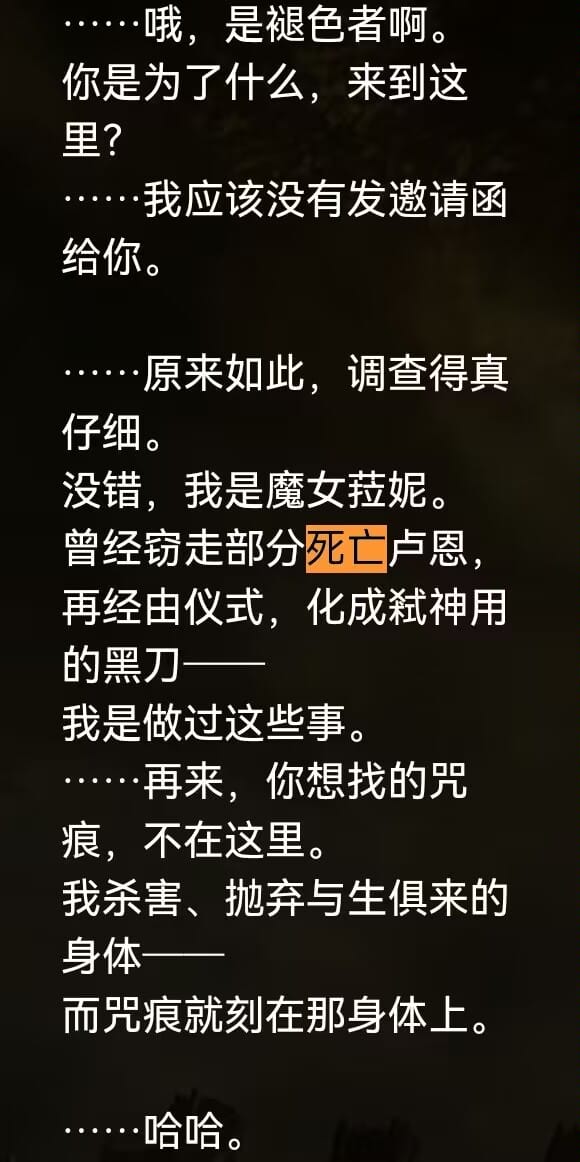 ……哦，是褪色者啊。
你是为了什么，来到这
里？
……我应该没有发邀请函
给你。
……原来如此，调查得真
仔细。
没错，我是魔女菈妮。
曾经窃走部分死亡卢恩，
再经由仪式，化成弑神用
的黑刀——
我是做过这些事。
……再来，你想找的咒
痕，不在这里。
我杀害、抛弃与生俱来的
身体——
而咒痕就刻在那身体上。
……哈哈。